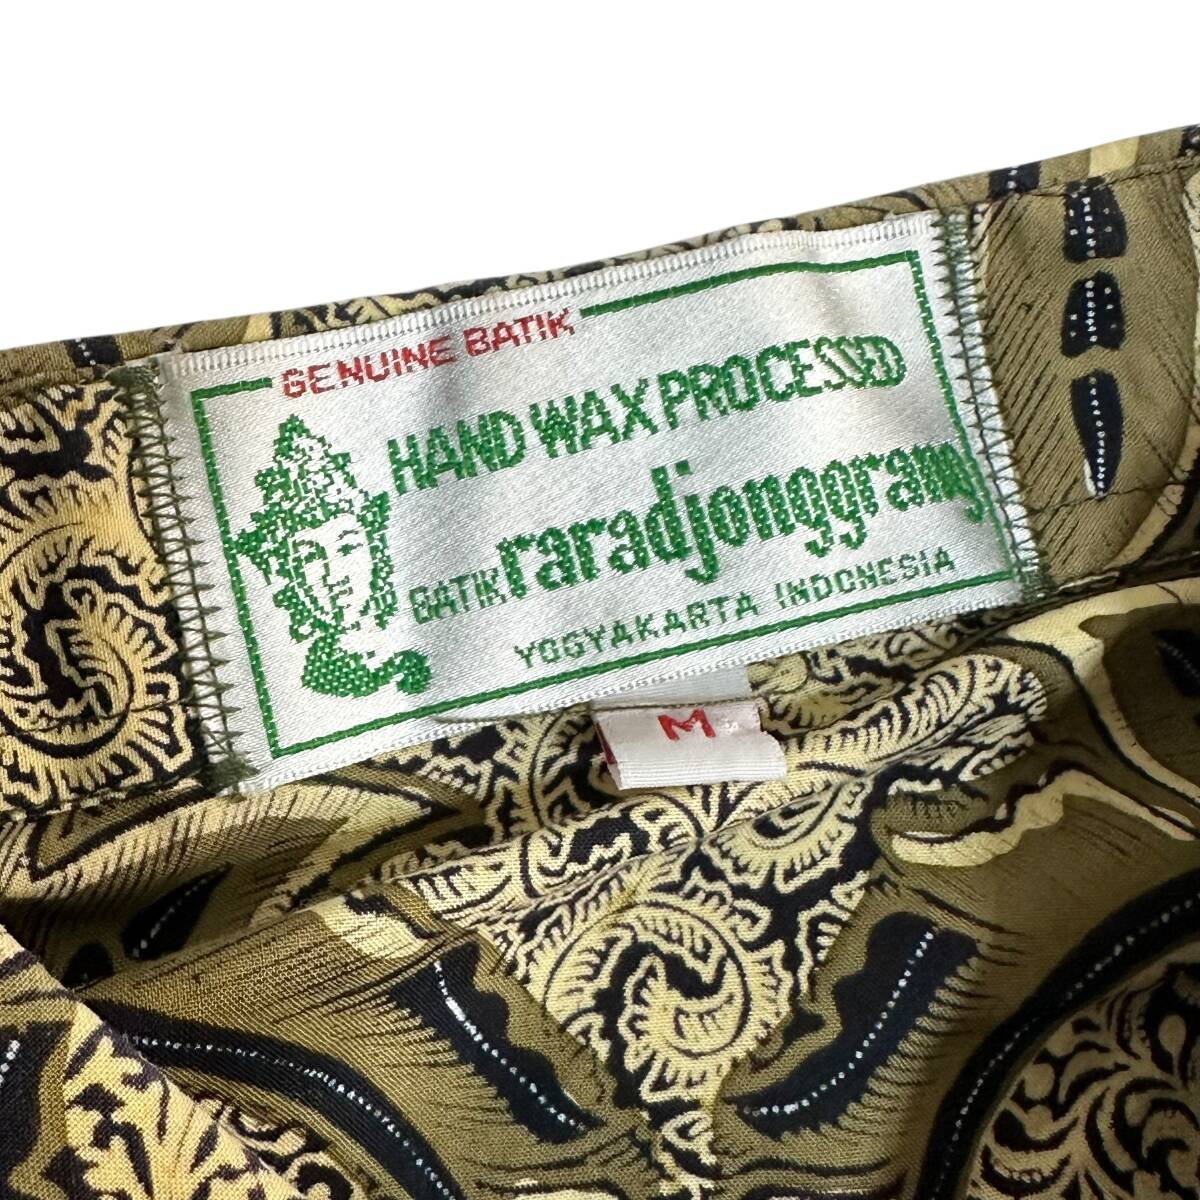 GENUINE BATIK
HAND WAX PROCESSED
BATIK raradjonggrang
YOGYAKARTA INDONESIA
M